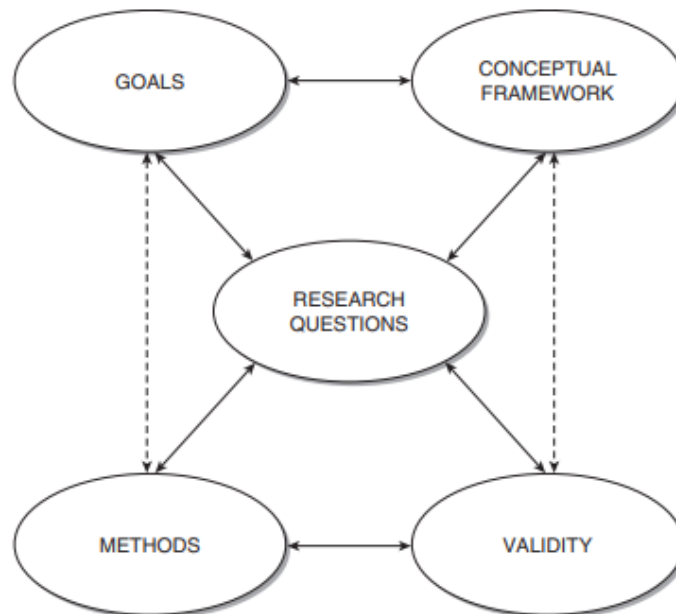 GOALS
CONCEPTUAL
FRAMEWORK
RESEARCH
QUESTIONS
METHODS
VALIDITY